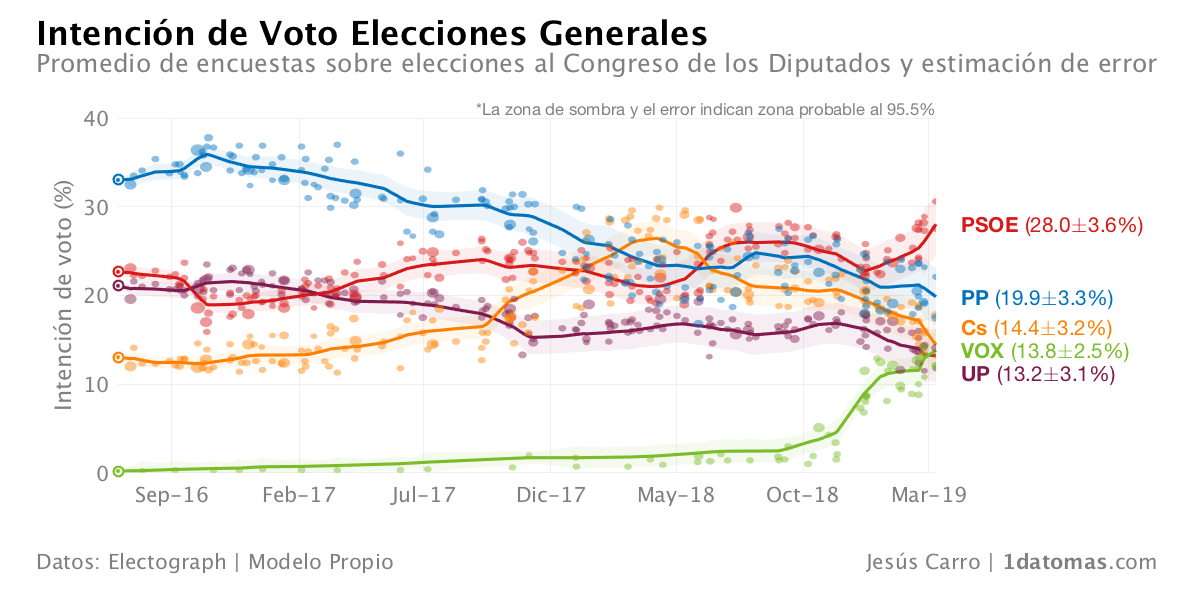 Intención de Voto Elecciones Generales
Promedio de encuestas sobre elecciones al Congreso de los Diputados y estimación de error
*La zona de sombra y el error indican zona probable al 95.5%
Intención de voto (%)
40
30
20
10
0
Sep-16 Feb-17 Jul-17 Dic-17 May-18 Oct-18 Mar-19
PSOE (28.0±3.6%)
PP (19.9±3.3%)
Cs (14.4±3.2%)
VOX (13.8±2.5%)
UP (13.2±3.1%)
Datos: Electograph | Modelo Propio
Jesús Carro | 1datomas.com